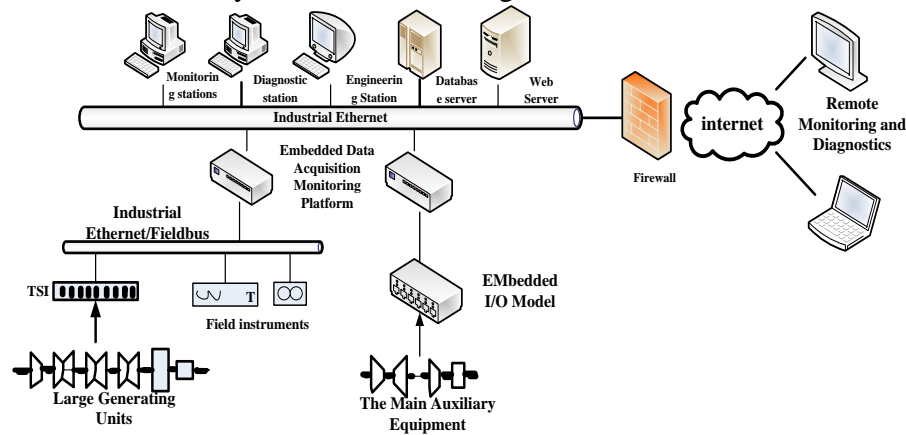 Monitorin
g stations
Diagnostic
station
Engineerin
g Station
Databas
e server
Web
Server
Industrial Ethernet
Embedded Data
Acquisition
Monitoring
Platform
Firewall
internet
Remote
Monitoring and
Diagnostics
Industrial
Ethernet/Fieldbus
TSI
T
Field instruments
EMbedded
I/O Model
Large Generating
Units
The Main Auxiliary
Equipment